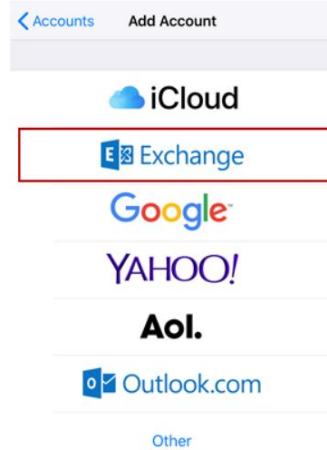 Accounts Add Account
iCloud
E Exchange
Google
YAHOO!
Aol.
o Outlook.com
Other